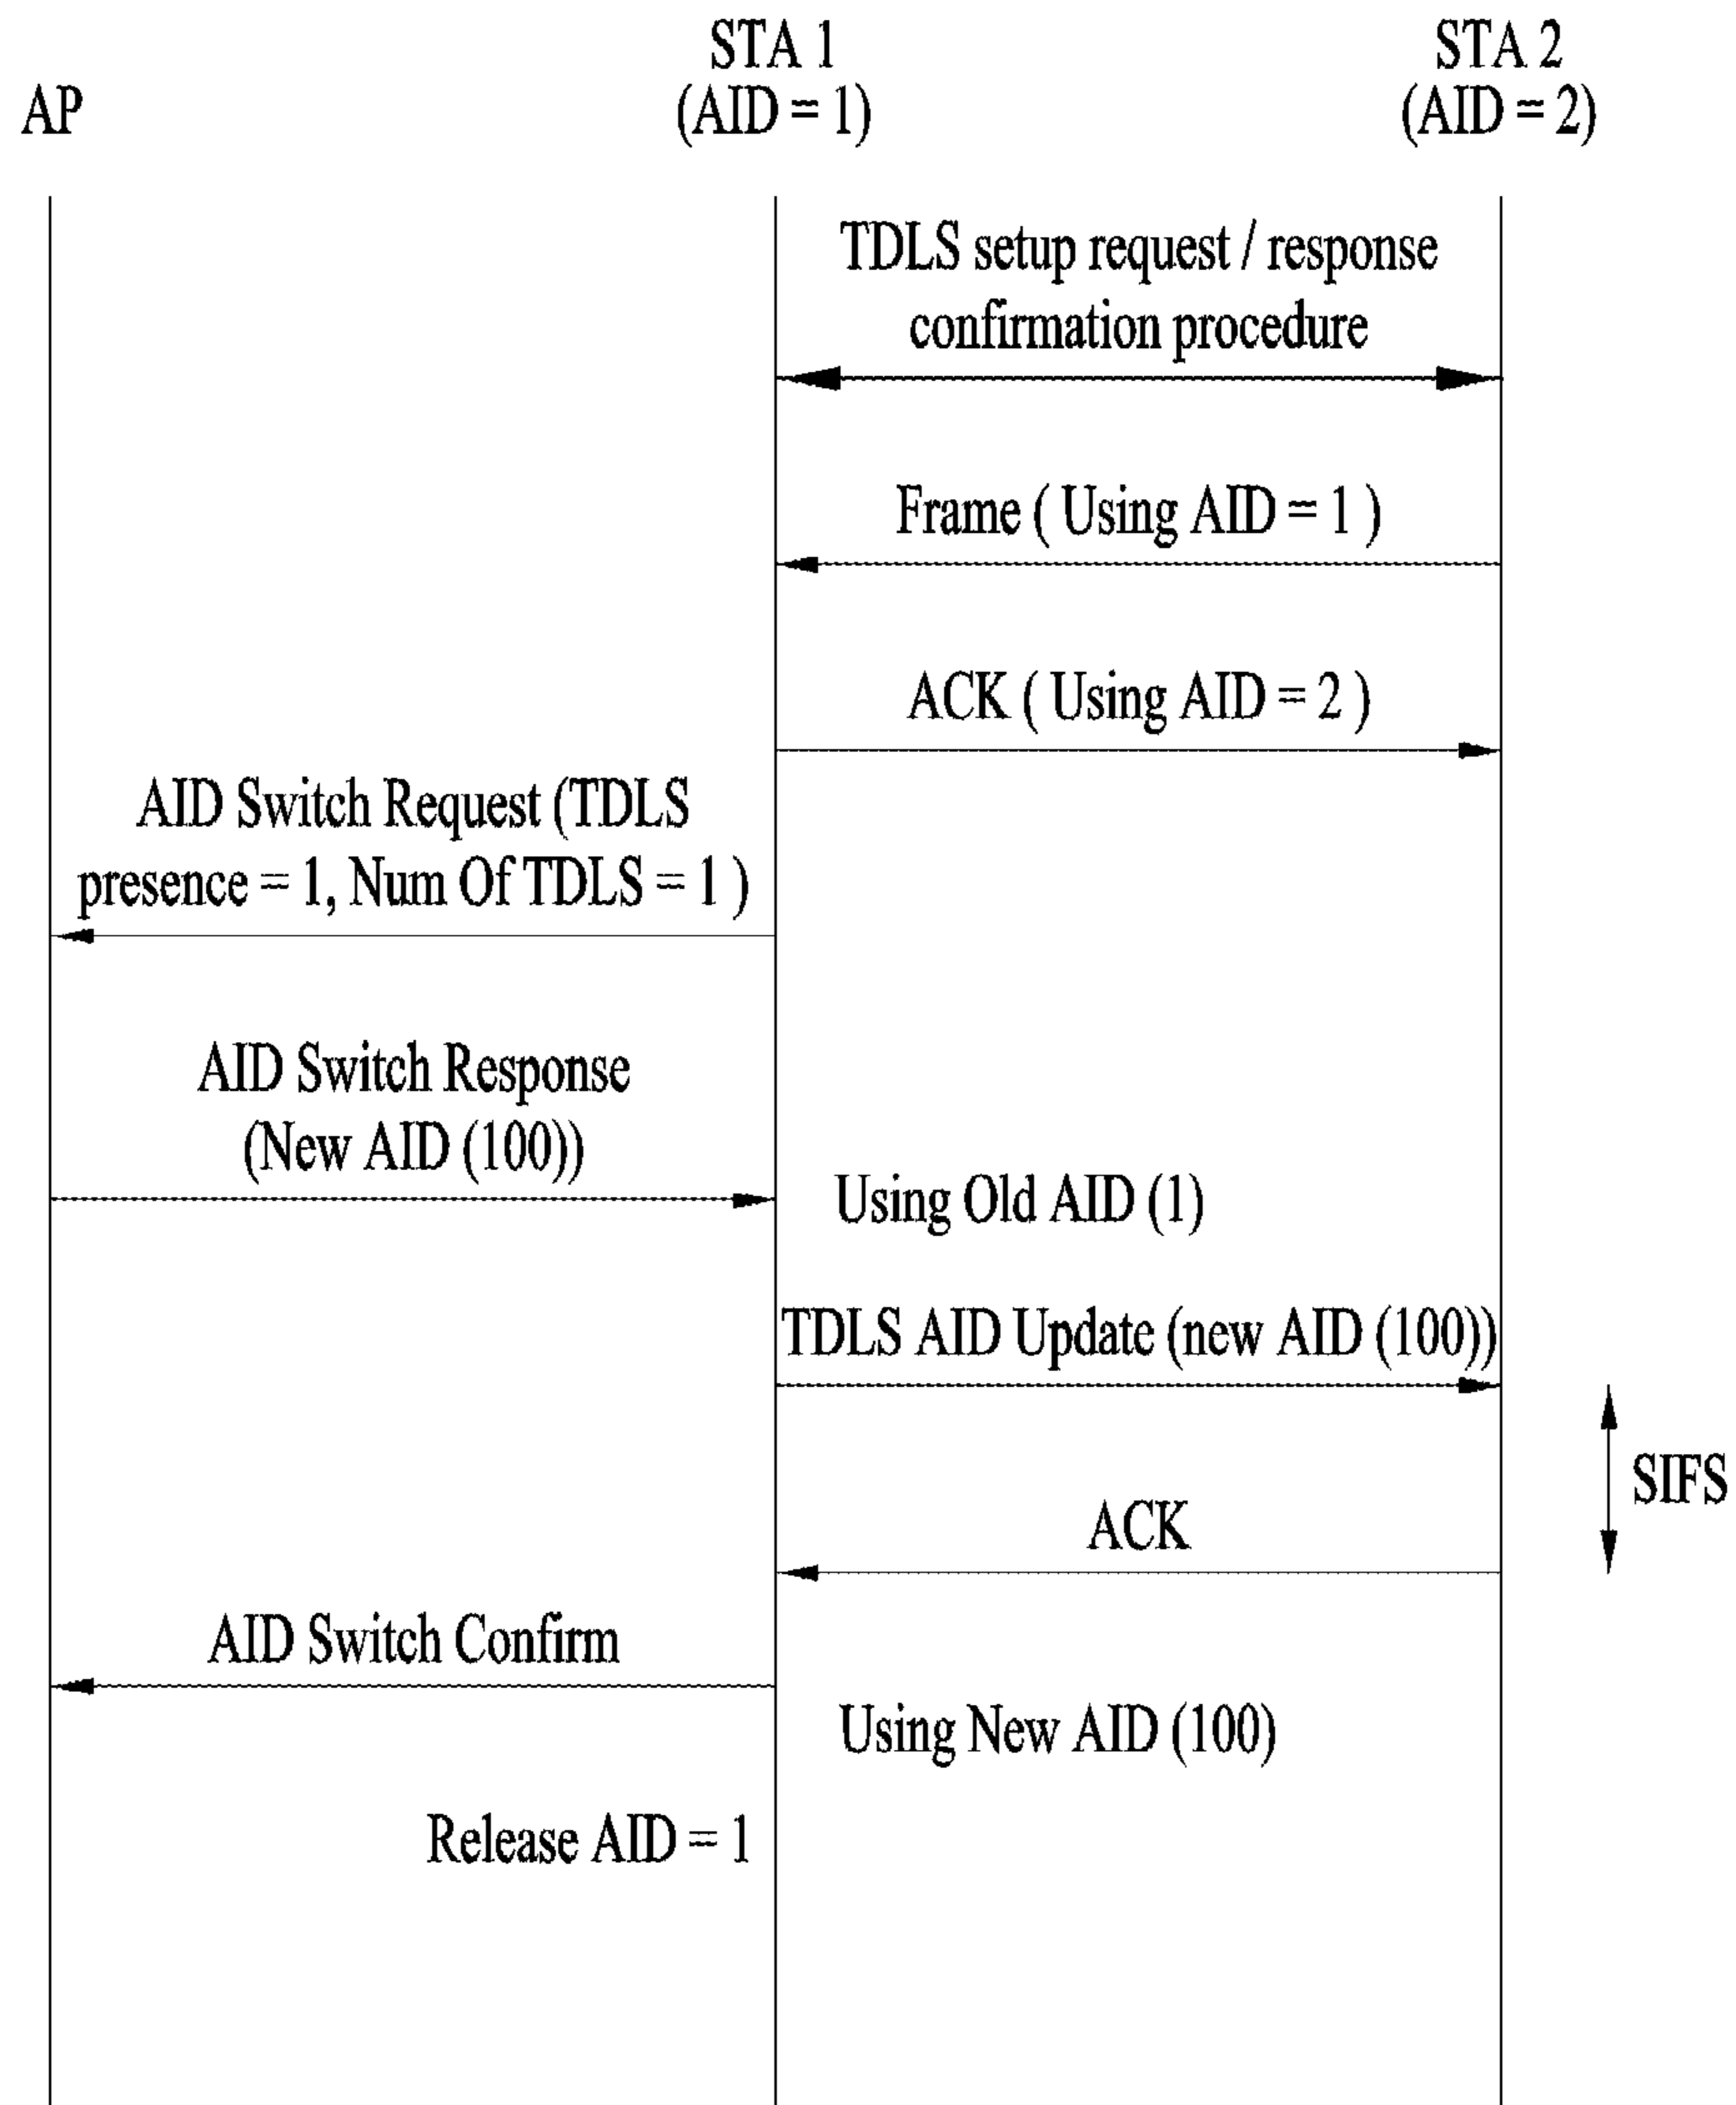 AP
STA 1
(AID = 1)
STA 2
(AID = 2)
TDLS setup request / response
confirmation procedure
Frame ( Using AID = 1 )
ACK ( Using AID = 2 )
AID Switch Request (TDLS
presence = 1, Num Of TDLS = 1 )
AID Switch Response
(New AID (100))
Using Old AID (1)
TDLS AID Update (new AID (100))
SIFS
ACK
AID Switch Confirm
Using New AID (100)
Release AID = 1